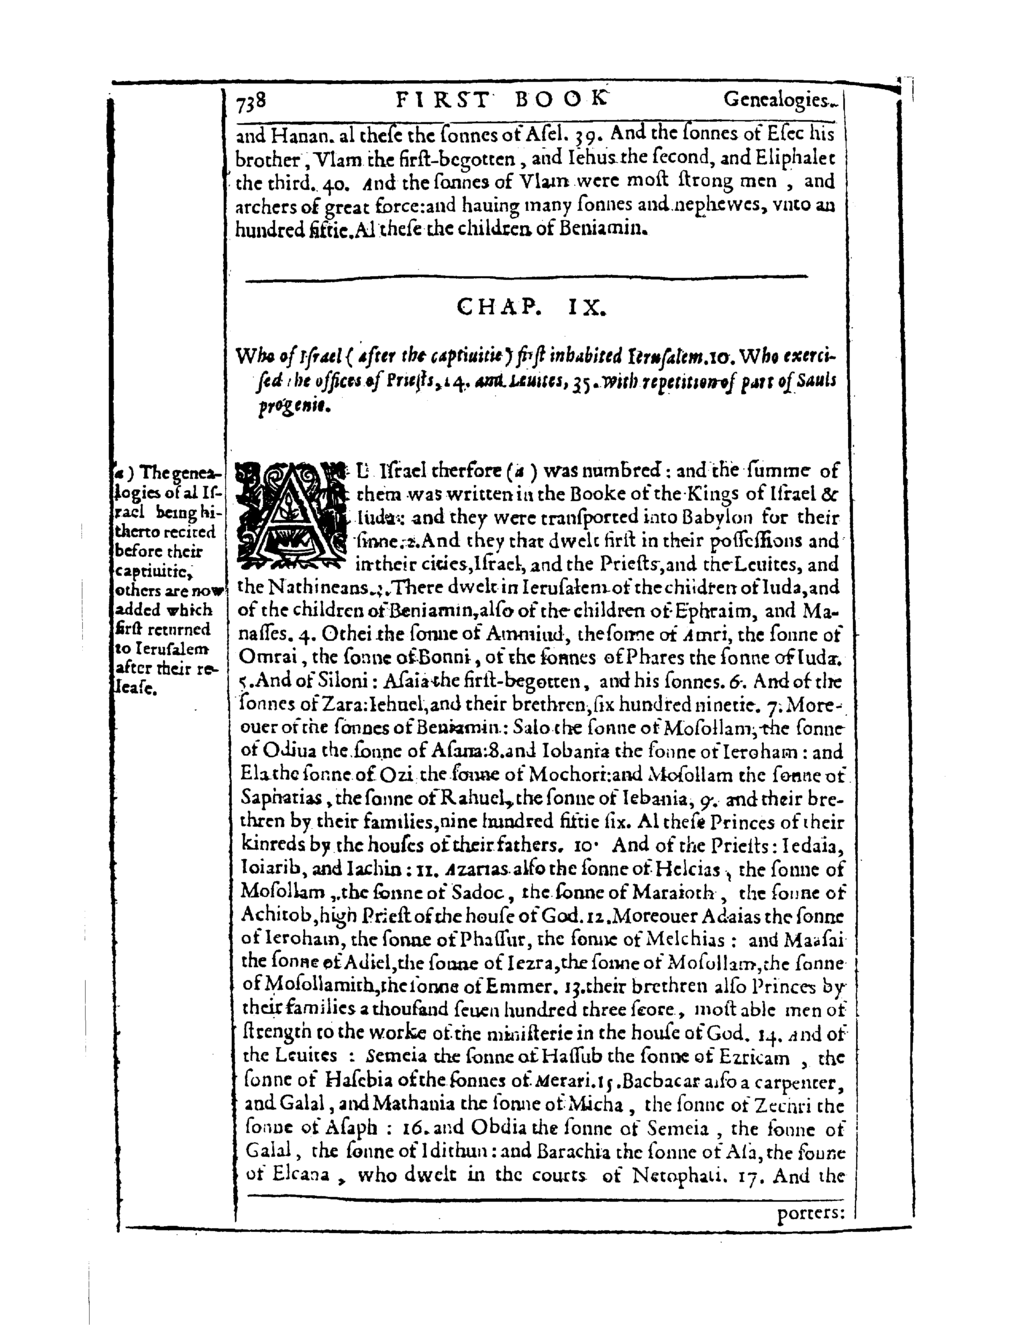 738 FIRST BOOK Genealogies.
and Hanan. al theſe the ſonnes of Aſel. 39. And the ſonnes of Eſec his
brother, Vlam the firſt-begotten, and Iehus the ſecond, and Eliphalet
the third. 40. And the ſonnes of Vlam were moſt ſtrong men, and
archers of great force: and hauing many ſonnes and nephewes, vnto an
hundred fiftie. Al theſe the children of Beniamin.
CHAP. IX.
Who of Iſrael (after the captiuitie) firſt inhabited Ieruſalem. 10. Who exerci-
ſed the offices of Prieſts, 14. and Leuites, 35. with repetition of part of Sauls
progenie.
a) The genea-
logies of al Iſ-
rael being hi-
therto recited
before their
captiuitie,
others are now
added which
firſt returned
to Ieruſalem
after their re-
leaſe.
AL Iſrael therfore (a) was numbred: and the ſumme of
them was written in the Booke of the Kings of Iſrael &
Iuda: and they were tranſported into Babylon for their
ſinne. 2. And they that dwelt firſt in their poſſeſſions and
in their cities, Iſrael, and the Prieſts, and the Leuites, and
the Nathineans. 3. There dwelt in Ieruſalem of the children of Iuda, and
of the children of Beniamin, alſo of the children of Ephraim, and Ma-
naſſes. 4. Othei the ſonne of Ammiud, the ſonne of Amri, the ſonne of
Omrai, the ſonne of Bonni, of the ſonnes of Phares the ſonne of Iuda.
5. And of Siloni: Aſaia the firſt-begotten, and his ſonnes. 6. And of the
ſonnes of Zara: Iehuel, and their brethren, ſix hundred ninetie. 7. More-
ouer of the ſonnes of Beniamin: Salo the ſonne of Moſollam, the ſonne
of Oduia the ſonne of Aſana: 8. and Iobania the ſonne of Ieroham: and
Ela the ſonne of Ozi the ſonne of Mochori: and Moſollam the ſonne of
Saphatias, the ſonne of Rahuel, the ſonne of Iebania, 9. and their bre-
thren by their families, nine hundred fiftie ſix. Al theſe Princes of their
kinreds by the houſes of their fathers. 10. And of the Prieſts: Iedaia,
Ioiarib, and Iachin: 11. Azarias alſo the ſonne of Helcias, the ſonne of
Moſollam, the ſonne of Sadoc, the ſonne of Maraioth, the ſonne of
Achitob, high Prieſt of the houſe of God. 12. Moreouer Adaias the ſonne
of Ieroham, the ſonne of Phaſſur, the ſonne of Melchias: and Maaſai
the ſonne of Adiel, the ſonne of Iezra, the ſonne of Moſollam, the ſonne
of Moſollamith, the ſonne of Emmer. 13. their brethren alſo Princes by
their families a thouſand ſeuen hundred three ſcore, moſt able men of
ſtrength to the worke of the miniſterie in the houſe of God. 14. And of
the Leuites: Semeia the ſonne of Haſſub the ſonne of Ezricam, the
ſonne of Haſebia of the ſonnes of Merari. 15. Bacbacar alſo a carpenter,
and Galal, and Mathania the ſonne of Micha, the ſonne of Zechri the
ſonne of Aſaph: 16. and Obdia the ſonne of Semeia, the ſonne of
Galal, the ſonne of Idithun: and Barachia the ſonne of Aſa, the ſonne
of Elcana, who dwelt in the courts of Netophati. 17. And the
porters: